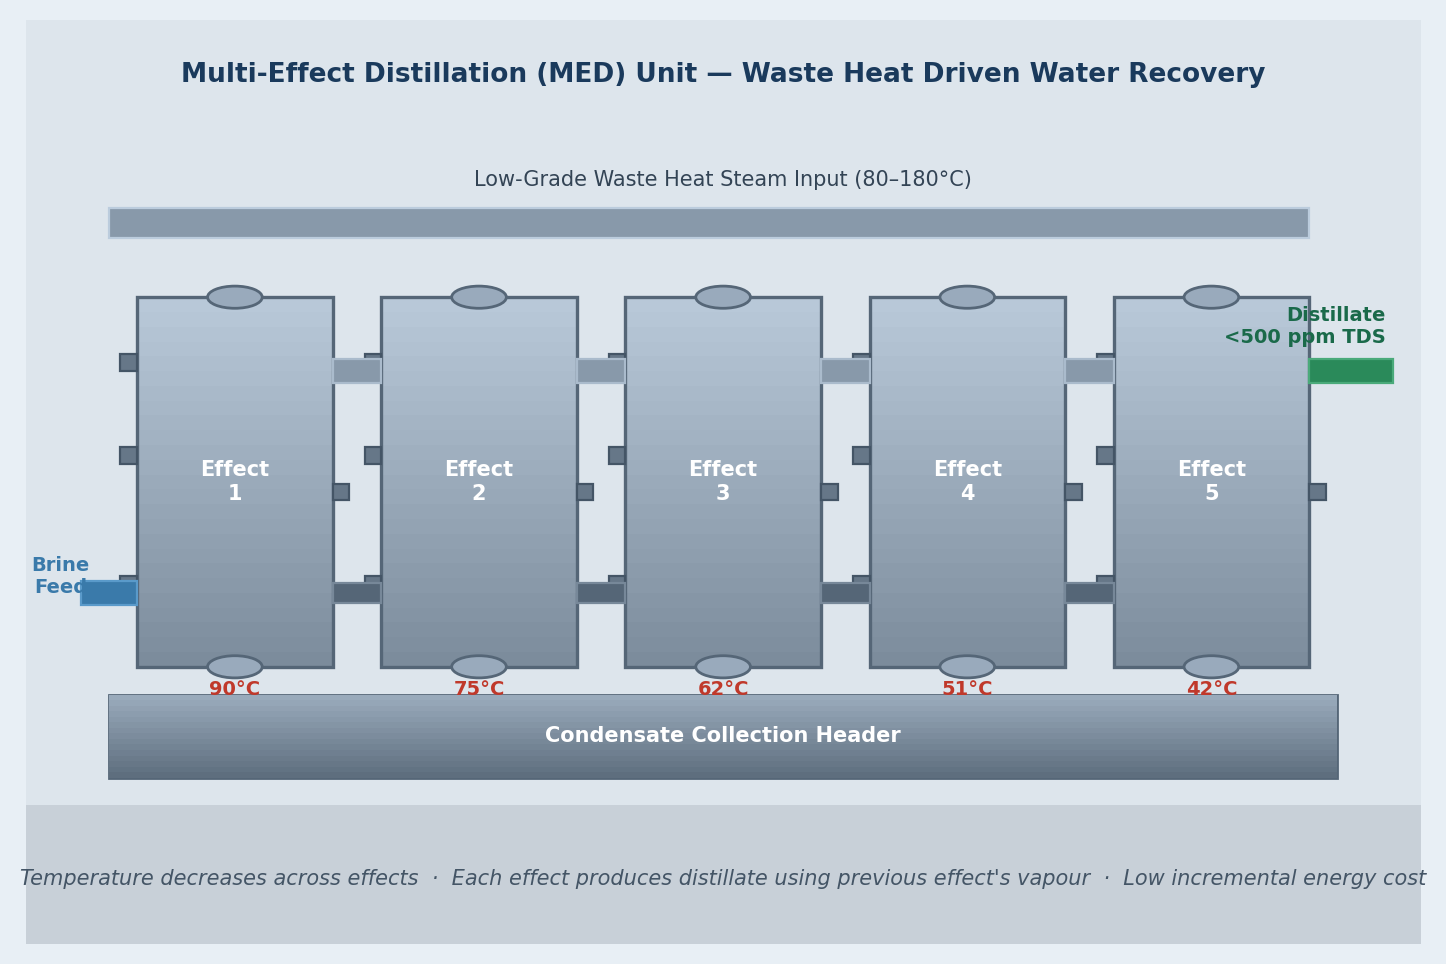 Multi-Effect Distillation (MED) Unit — Waste Heat Driven Water Recovery
Low-Grade Waste Heat Steam Input (80–180°C)
Distillate
<500 ppm TDS
Effect
1
Effect
2
Effect
3
Effect
4
Effect
5
Brine
Feed
90°C
75°C
62°C
51°C
42°C
Condensate Collection Header
Temperature decreases across effects · Each effect produces distillate using previous effect's vapour · Low incremental energy cost